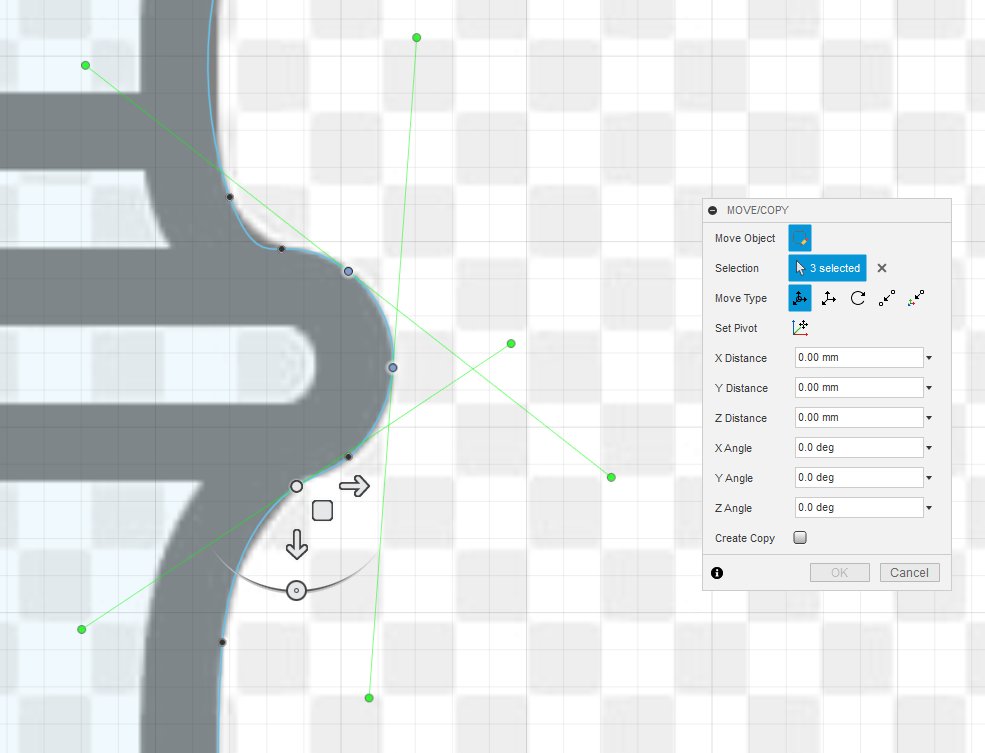 MOVE/COPY
Move Object
Selection 3 selected
Move Type
Set Pivot
X Distance 0.00 mm
Y Distance 0.00 mm
Z Distance 0.00 mm
X Angle 0.0 deg
Y Angle 0.0 deg
Z Angle 0.0 deg
Create Copy
OK Cancel